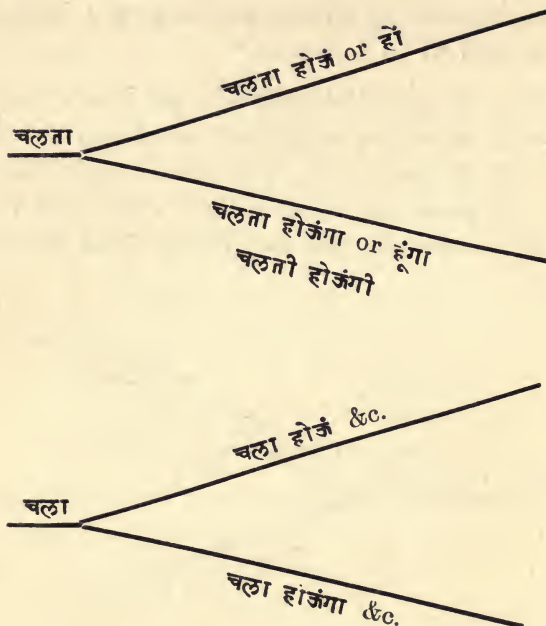 चलता होऊं or हों
चलता
चलता होऊंगा or हूंगा
चलती होऊंगी
चला होऊं &c.
चला
चला होऊंगा &c.